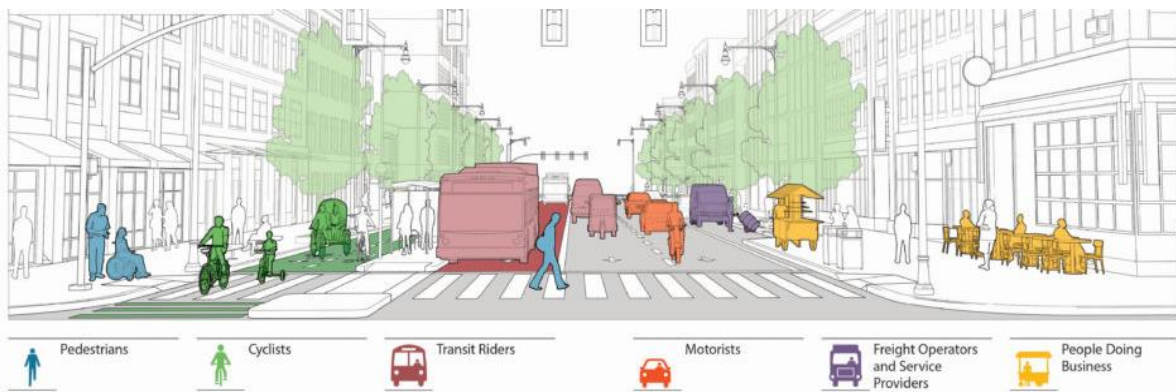 Pedestrians
Cyclists
Transit Riders
Motorists
Freight Operators
and Service
Providers
People Doing
Business